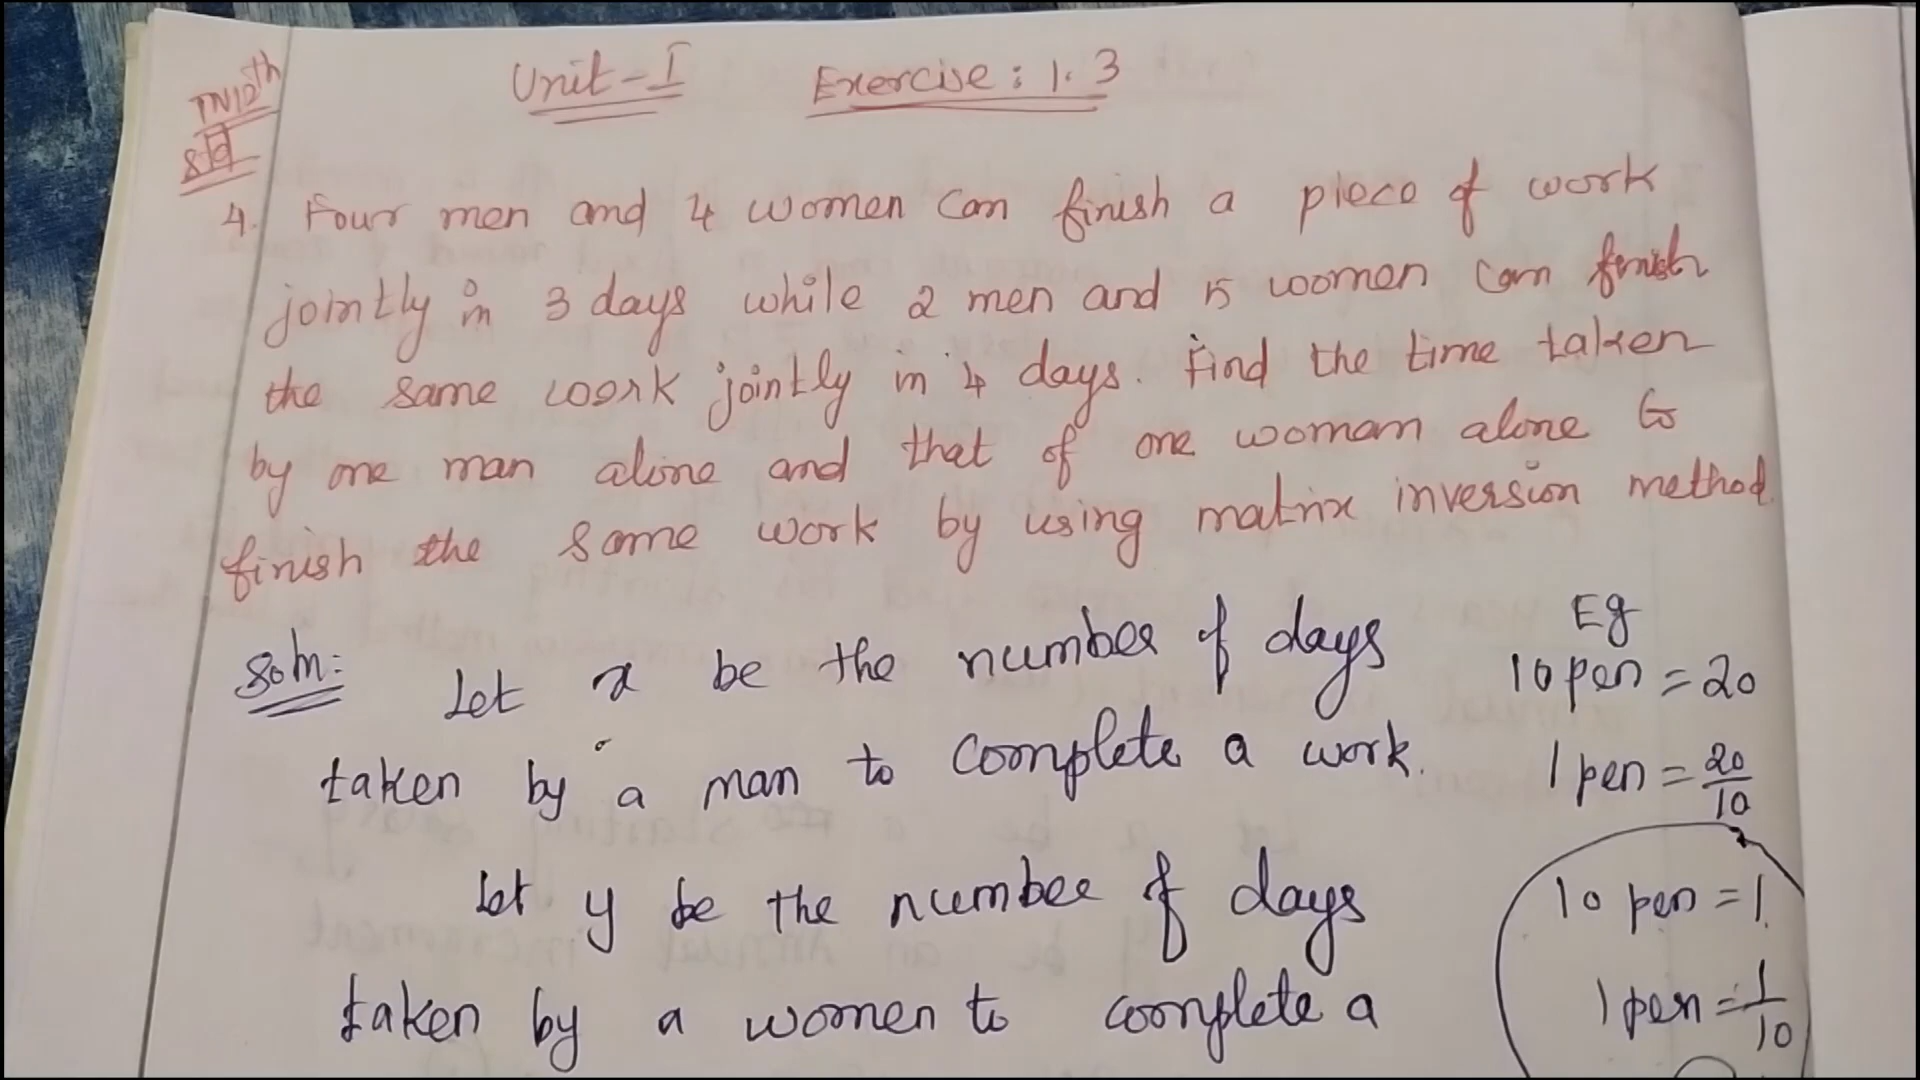 TN12th
Std
Unit-I Exercise: 1.3
4. Four men and 4 women can finish a piece of work
jointly in 3 days while 2 men and 5 women can finish
the same work jointly in 4 days. Find the time taken
by one man alone and that of one woman alone to
finish the same work by using matrix inversion method.
Soln:
Let x be the number of days
taken by a man to complete a work.
Let y be the number of days
taken by a women to complete a
Eg
10 pen = 20
1 pen = 20/10
10 pen = 1
1 pen = 1/10